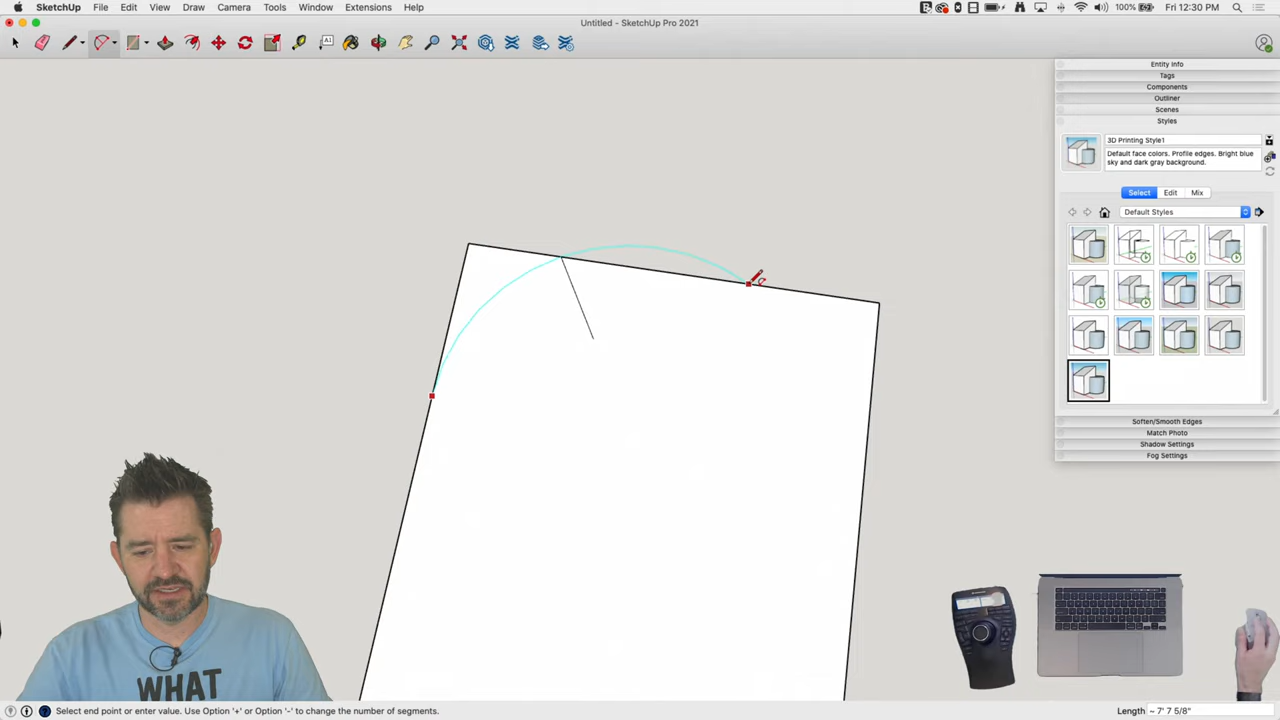 SketchUp File Edit View Draw Camera Tools Window Extensions Help
100% Fri 12:30 PM
Untitled - SketchUp Pro 2021
A1
Entity Info
Tags
Components
Outliner
Scenes
Styles
3D Printing Style1
Default face colors. Profile edges. Bright blue
sky and dark gray background.
Select Edit Mix
Default Styles
Soften/Smooth Edges
Match Photo
Shadow Settings
Fog Settings
WHAT
Select end point or enter value. Use Option '+' or Option '-' to change the number of segments.
Length ~ 7' 7 5/8"